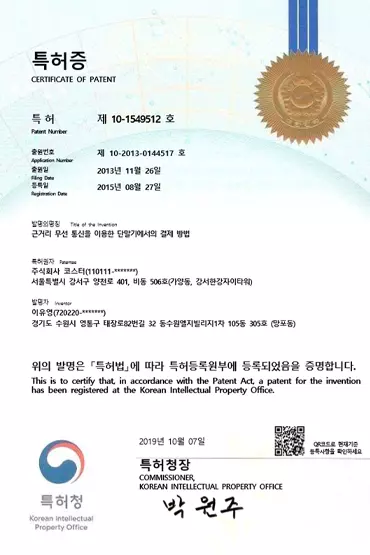 특허증
CERTIFICATE OF PATENT
특 허 제 10-1549512 호
Patent Number
출원번호 제 10-2013-0144517 호
Application Number
출원일 2013년 11월 26일
Filing Date
등록일 2015년 08월 27일
Registration Date
발명의명칭 Title of the Invention
근거리 무선 통신을 이용한 단말기에서의 결제 방법
특허권자 Patentee
주식회사 코스터(110111-*******)
서울특별시 강서구 양천로 401, 비동 506호(가양동, 강서한강자이타워)
발명자 Inventor
이유영(720220-*******)
경기도 수원시 영통구 태장로82번길 32 동수원엘지빌리지1차 105동 305호 (망포동)
위의 발명은 「특허법」에 따라 특허등록원부에 등록되었음을 증명합니다.
This is to certify that, in accordance with the Patent Act, a patent for the invention
has been registered at the Korean Intellectual Property Office.
2019년 10월 07일
QR코드로 현재기준
등록사항을 확인하세요
특허청장
COMMISSIONER,
KOREAN INTELLECTUAL PROPERTY OFFICE
박원주
특허청
Korean Intellectual
Property Office